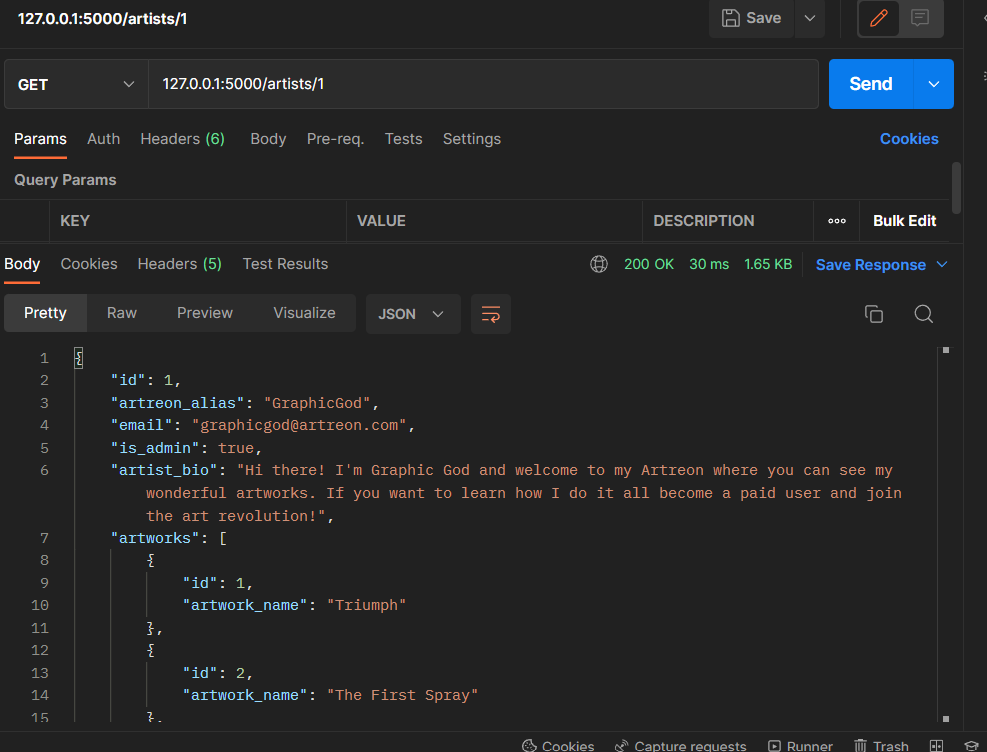 127.0.0.1:5000/artists/1
Save
GET
127.0.0.1:5000/artists/1
Send
Params Auth Headers (6) Body Pre-req. Tests Settings Cookies
Query Params
KEY VALUE DESCRIPTION Bulk Edit
Body Cookies Headers (5) Test Results 200 OK 30 ms 1.65 KB Save Response
Pretty Raw Preview Visualize JSON
1 {
2 "id": 1,
3 "artreon_alias": "GraphicGod",
4 "email": "graphicgod@artreon.com",
5 "is_admin": true,
6 "artist_bio": "Hi there! I'm Graphic God and welcome to my Artreon where you can see my
wonderful artworks. If you want to learn how I do it all become a paid user and join
the art revolution!",
7 "artworks": [
8 {
9 "id": 1,
10 "artwork_name": "Triumph"
11 },
12 {
13 "id": 2,
14 "artwork_name": "The First Spray"
15 },
Cookies Capture requests Runner Trash